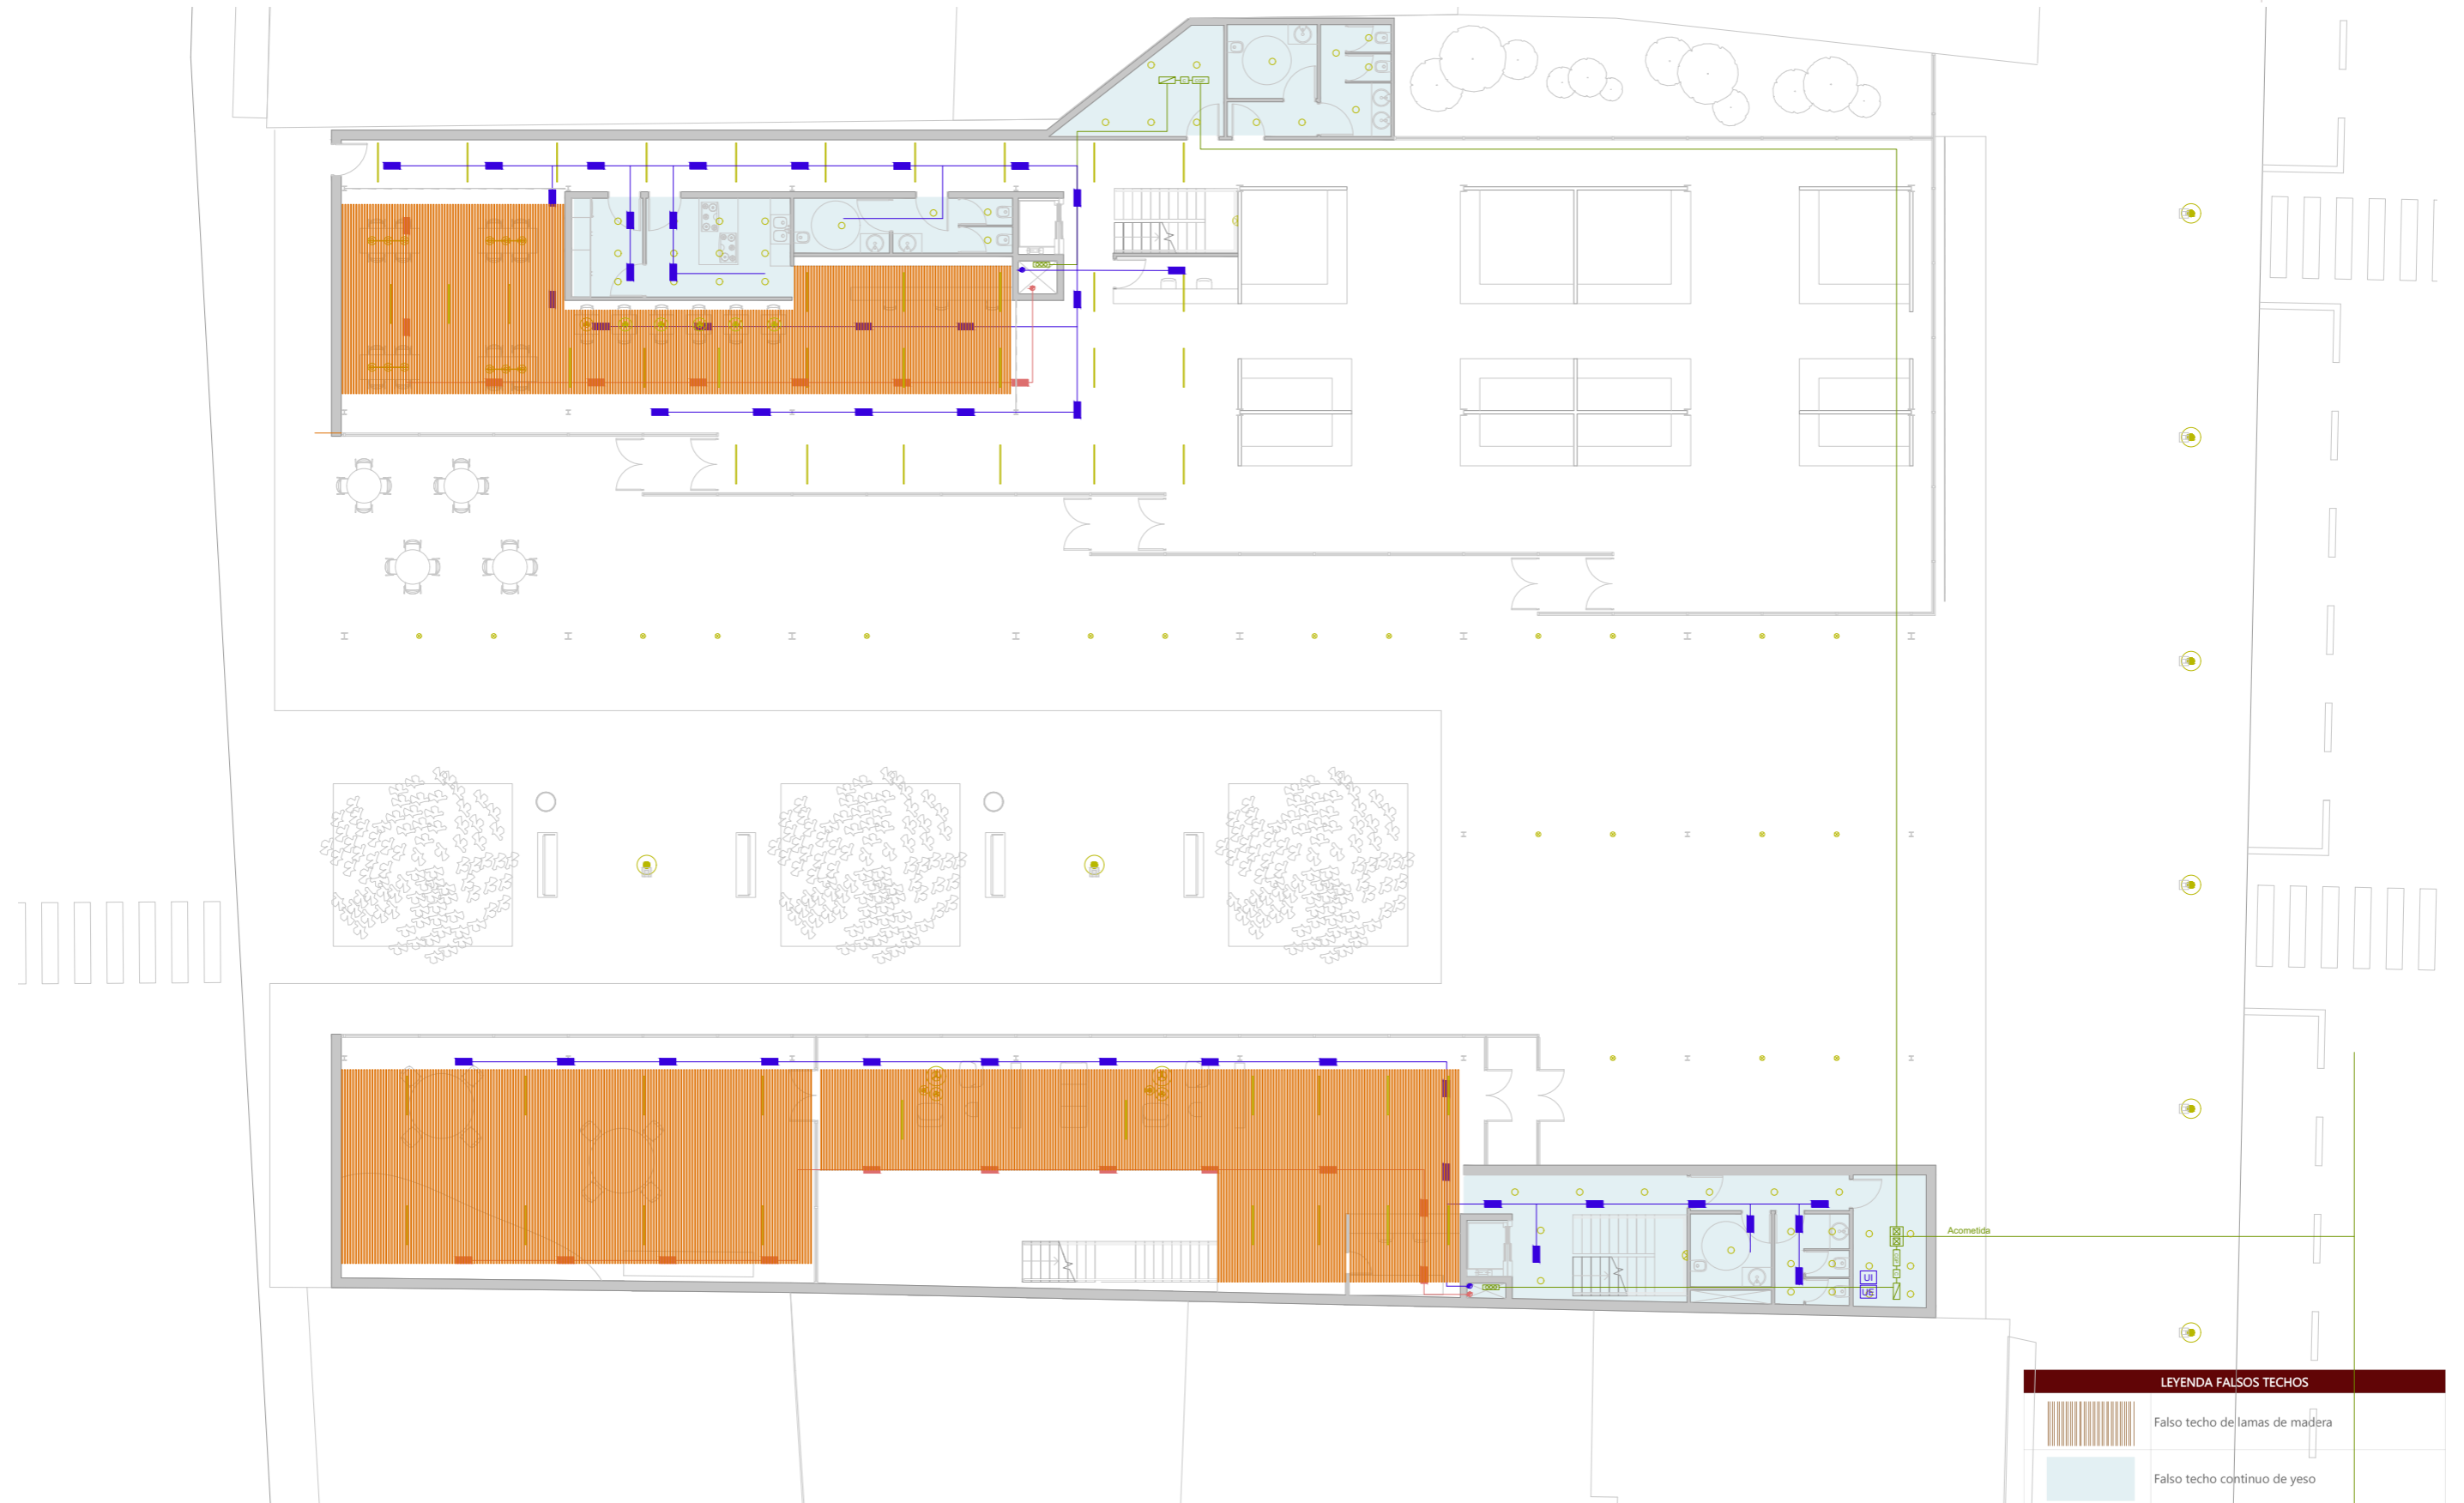 Acometida
UI
UE
LEYENDA FALSOS TECHOS
Falso techo de lamas de madera
Falso techo continuo de yeso